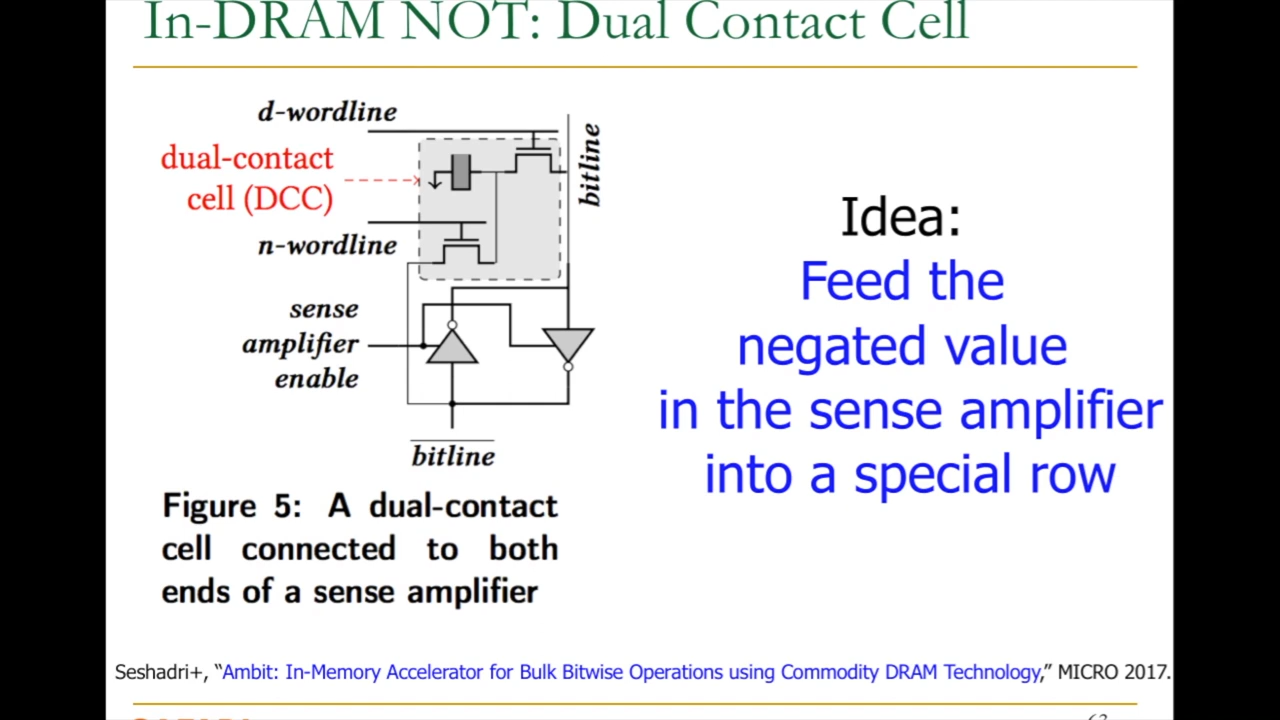 In-DRAM NOT: Dual Contact Cell
d-wordline
dual-contact
cell (DCC)
n-wordline
sense
amplifier
enable
bitline
bitline
Figure 5: A dual-contact
cell connected to both
ends of a sense amplifier
Idea:
Feed the
negated value
in the sense amplifier
into a special row
Seshadri+, “Ambit: In-Memory Accelerator for Bulk Bitwise Operations using Commodity DRAM Technology,” MICRO 2017.